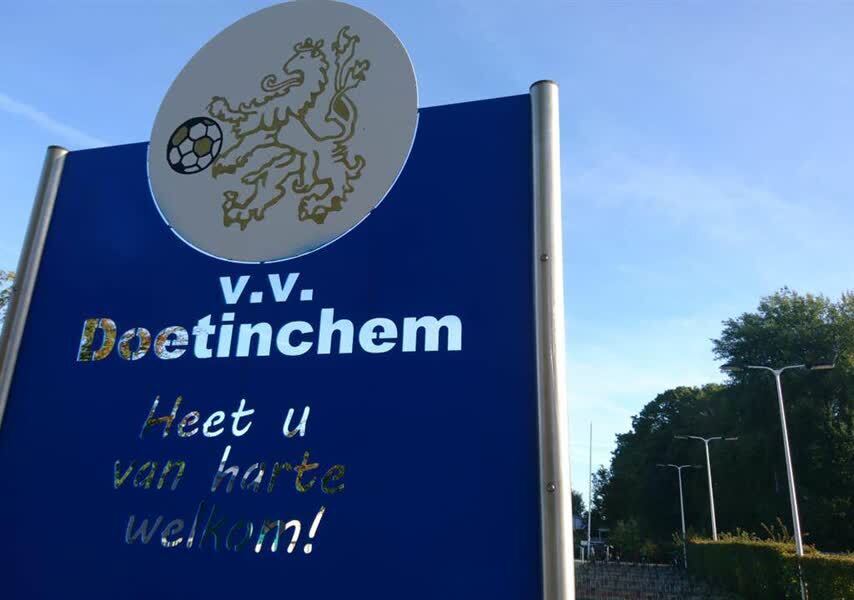 v.v.
Doetinchem
Heet u
van harte
welkom!